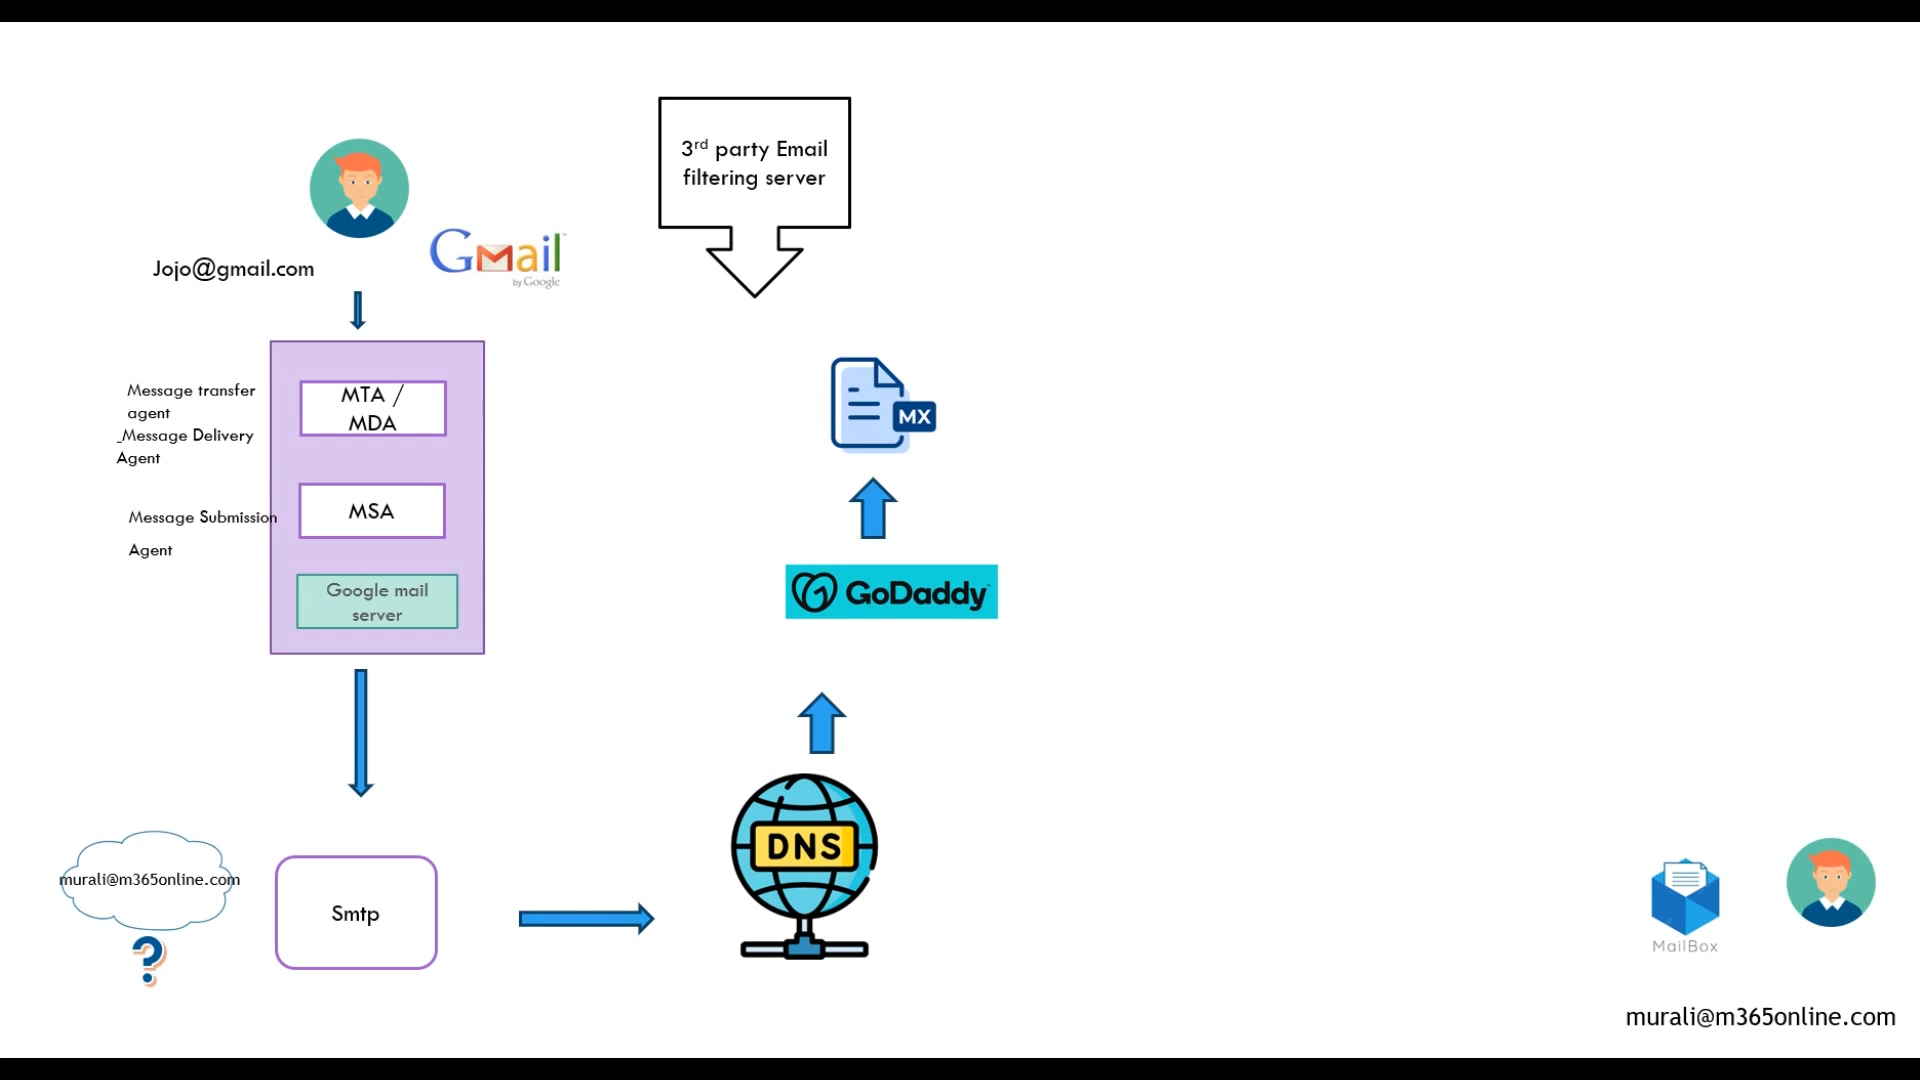 3rd party Email
filtering server
Jojo@gmail.com
Gmail
by Google
Message transfer
agent
_Message Delivery
Agent
MTA /
MDA
Message Submission
Agent
MSA
Google mail
server
MX
GoDaddy
murali@m365online.com
?
Smtp
DNS
MailBox
murali@m365online.com